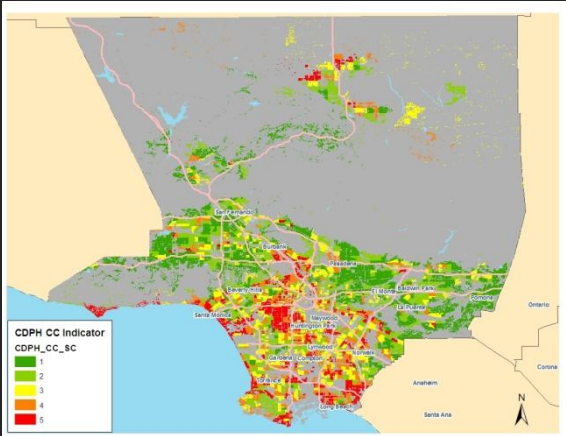 San Fernando
Burbank
Pasadena
Beverly Hills
El Monte
Baldwin Park
La Puente
Pomona
Ontario
Santa Monica
Maywood
Huntington Park
Lynwood
Gardena
Compton
Norwalk
Torrance
Long Beach
Anaheim
Santa Ana
Corona
CDPH CC Indicator
CDPH_CC_SC
1
2
3
4
5
N